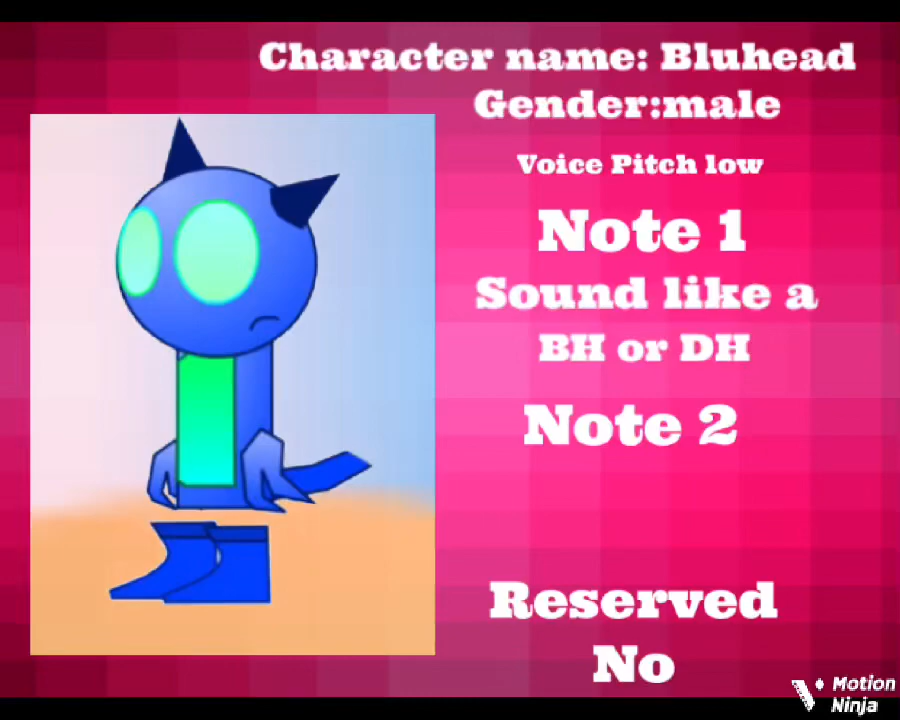 Character name: Bluhead
Gender:male
Voice Pitch low
Note 1
Sound like a
BH or DH
Note 2
Reserved
No
Motion
Ninja